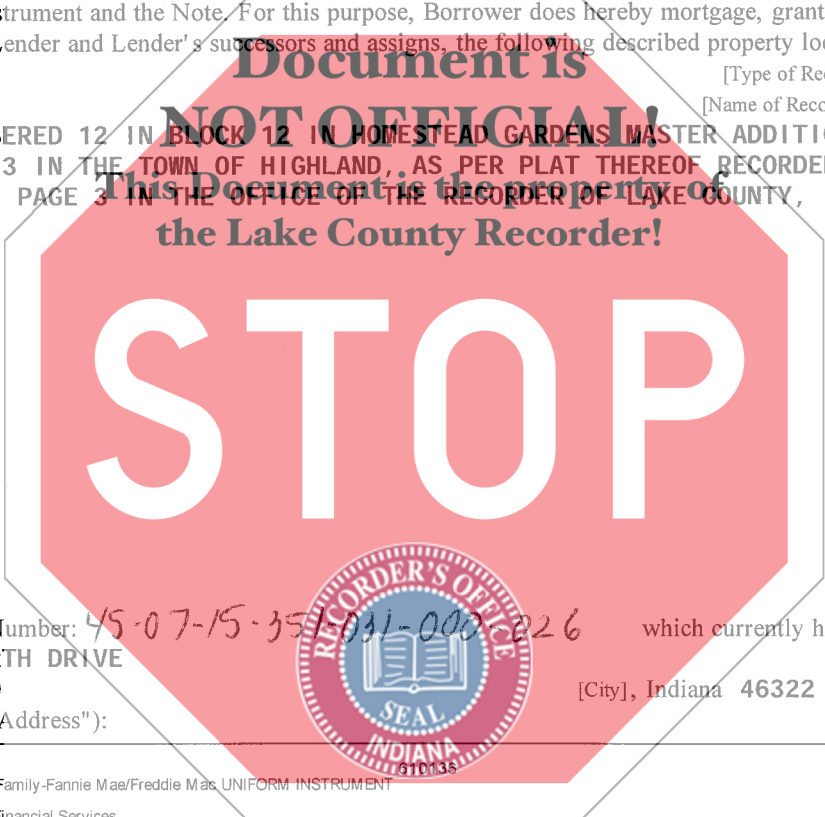 strument and the Note. For this purpose, Borrower does hereby mortgage, grant
Lender and Lender's successors and assigns, the following described property loc
Document is
[Type of Rec
[Name of Reco
NOT OFFICIAL!
ERED 12 IN BLOCK 12 IN HOMESTEAD GARDENS MASTER ADDITI
3 IN THE TOWN OF HIGHLAND, AS PER PLAT THEREOF RECORDE
This Document is the property of
PAGE 3 IN THE OFFICE OF THE RECORDER OF LAKE COUNTY,
the Lake County Recorder!
STOP
RECORDER'S OFFICE
Number: 45-07-15-351-031-000-026 which currently h
TH DRIVE
[City], Indiana 46322
SEAL
Address"):
INDIANA
610136
Family-Fannie Mae/Freddie Mac UNIFORM INSTRUMENT
Financial Services